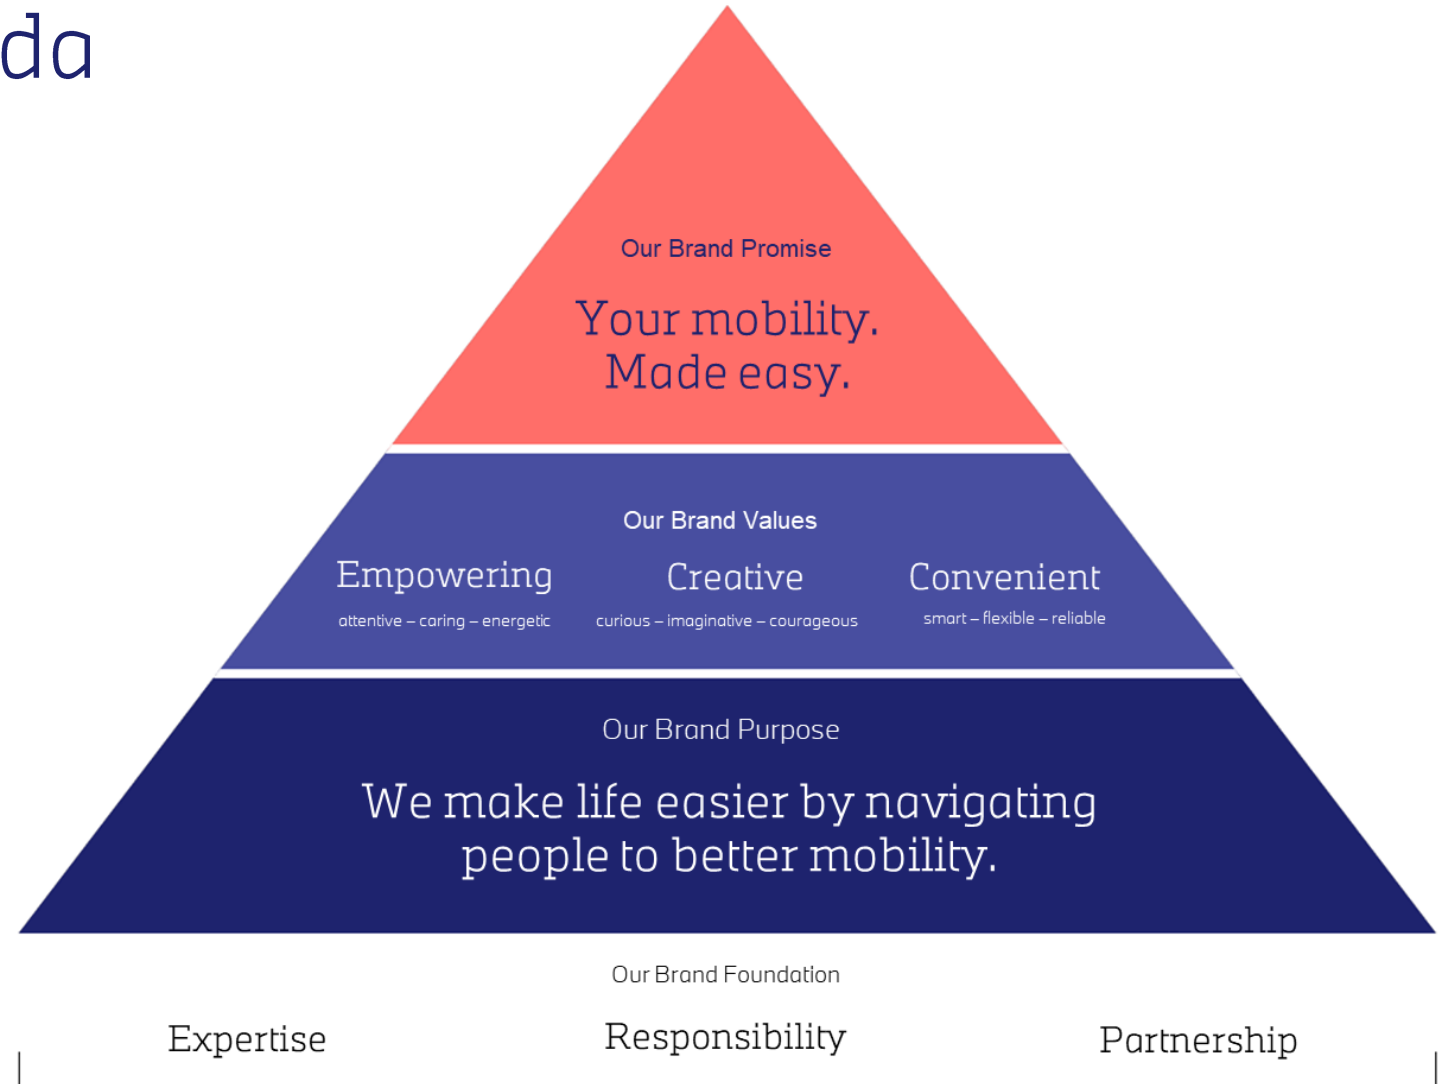 da
Our Brand Promise
Your mobility.
Made easy.
Our Brand Values
Empowering Creative Convenient
attentive – caring – energetic curious – imaginative – courageous smart – flexible – reliable
Our Brand Purpose
We make life easier by navigating
people to better mobility.
Our Brand Foundation
Expertise Responsibility Partnership